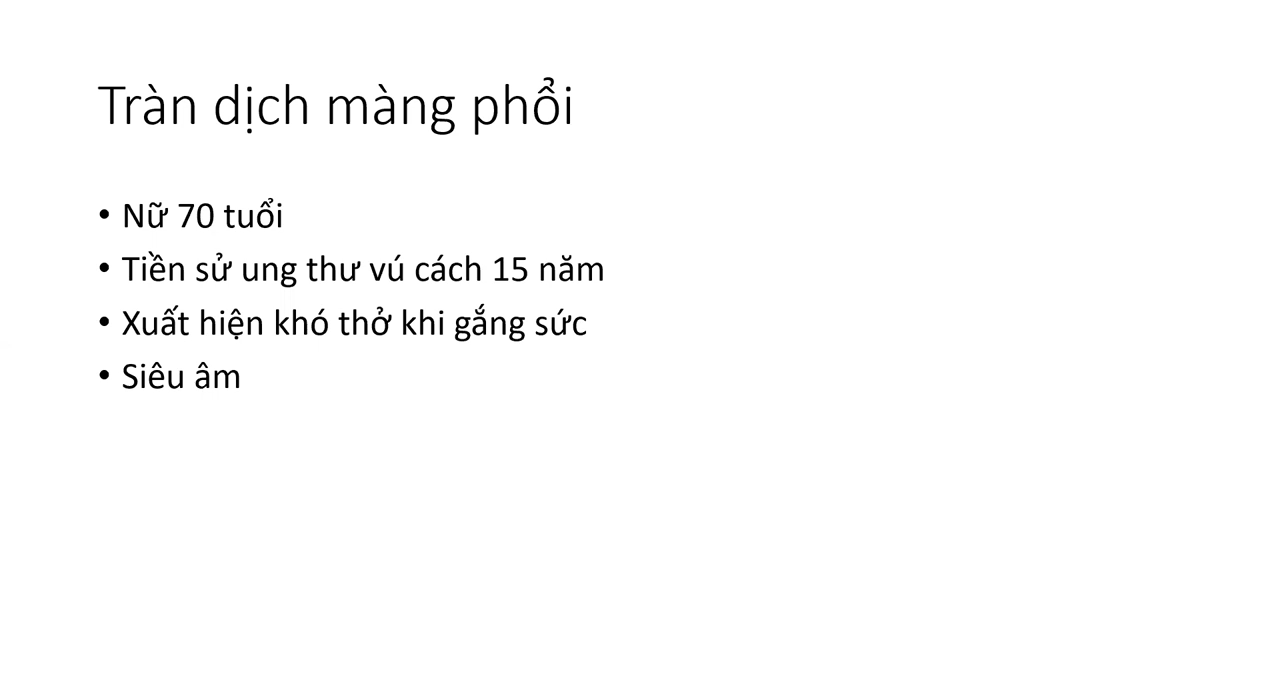 Tràn dịch màng phổi
• Nữ 70 tuổi
• Tiền sử ung thư vú cách 15 năm
• Xuất hiện khó thở khi gắng sức
• Siêu âm